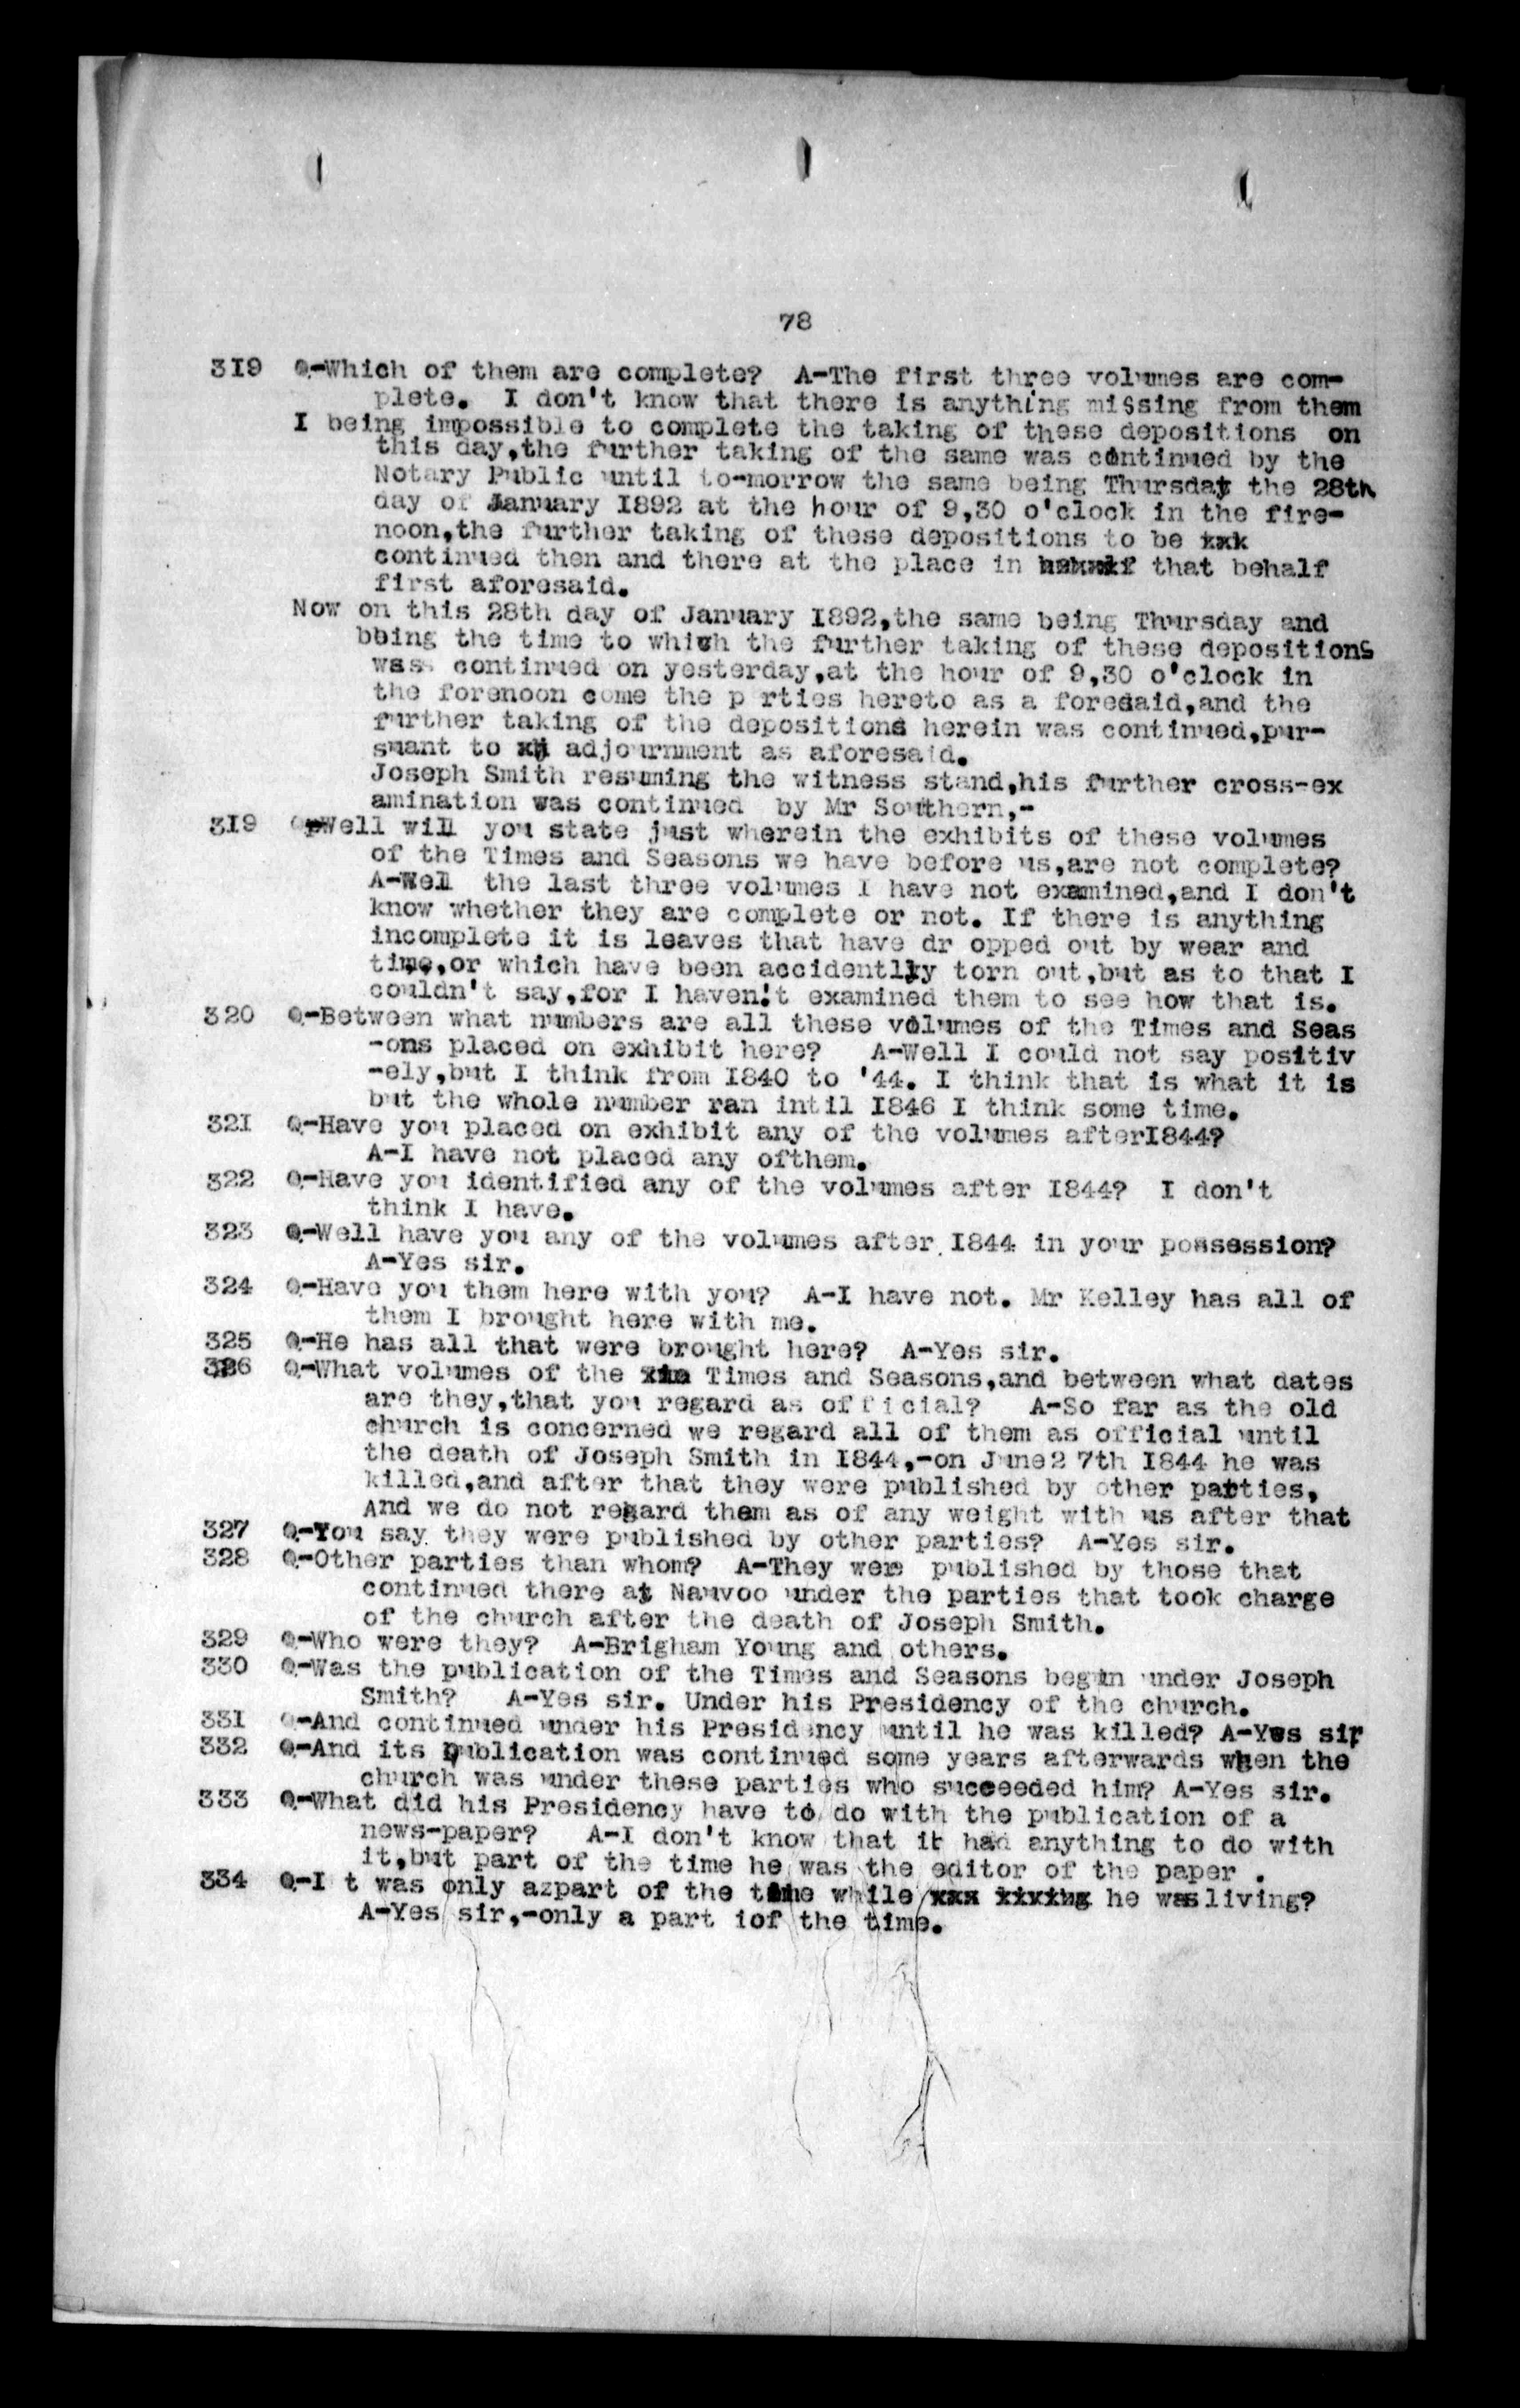 78
319 Q-Which of them are complete? A-The first three volumes are com-
plete. I don't know that there is anything missing from them
I being impossible to complete the taking of these depositions on
this day,the further taking of the same was continued by the
Notary Public until to-morrow the same being Thursday the 28th
day of January 1892 at the hour of 9,30 o'clock in the fire-
noon,the further taking of these depositions to be
continued then and there at the place in that behalf
first aforesaid.
Now on this 28th day of January 1892,the same being Thursday and
being the time to which the further taking of these depositions
was continued on yesterday,at the hour of 9,30 o'clock in
the forenoon come the p rties hereto as a foresaid,and the
further taking of the depositions herein was continued,pur-
suant to adjournment as aforesaid.
Joseph Smith resuming the witness stand,his further cross-ex
amination was continued by Mr Southern,-
319 Q-Well will you state just wherein the exhibits of these volumes
of the Times and Seasons we have before us,are not complete?
A-Well the last three volumes I have not examined,and I don't
know whether they are complete or not. If there is anything
incomplete it is leaves that have dr opped out by wear and
time,or which have been accidently torn out,but as to that I
couldn't say,for I haven't examined them to see how that is.
320 Q-Between what numbers are all these volumes of the Times and Seas
-ons placed on exhibit here? A-Well I could not say positiv
-ely,but I think from 1840 to '44. I think that is what it is
but the whole number ran intil 1846 I think some time.
321 Q-Have you placed on exhibit any of the volumes after1844?
A-I have not placed any ofthem.
322 Q-Have you identified any of the volumes after 1844? I don't
think I have.
323 Q-Well have you any of the volumes after 1844 in your possession?
A-Yes sir.
324 Q-Have you them here with you? A-I have not. Mr Kelley has all of
them I brought here with me.
325 Q-He has all that were brought here? A-Yes sir.
326 Q-What volumes of the Times and Seasons,and between what dates
are they,that you regard as official? A-So far as the old
church is concerned we regard all of them as official until
the death of Joseph Smith in 1844,-on June2 7th 1844 he was
killed,and after that they were published by other parties,
And we do not regard them as of any weight with us after that
327 Q-You say they were published by other parties? A-Yes sir.
328 Q-Other parties than whom? A-They were published by those that
continued there at Nauvoo under the parties that took charge
of the church after the death of Joseph Smith.
329 Q-Who were they? A-Brigham Young and others.
330 Q-Was the publication of the Times and Seasons begun under Joseph
Smith? A-Yes sir. Under his Presidency of the church.
331 Q-And continued under his Presidency until he was killed? A-Yes sir
332 Q-And its publication was continued some years afterwards when the
church was under these parties who succeeded him? A-Yes sir.
333 Q-What did his Presidency have to do with the publication of a
news-paper? A-I don't know that it had anything to do with
it,but part of the time he was the editor of the paper .
334 Q-I t was only azpart of the time while he was living?
A-Yes sir,-only a part iof the time.